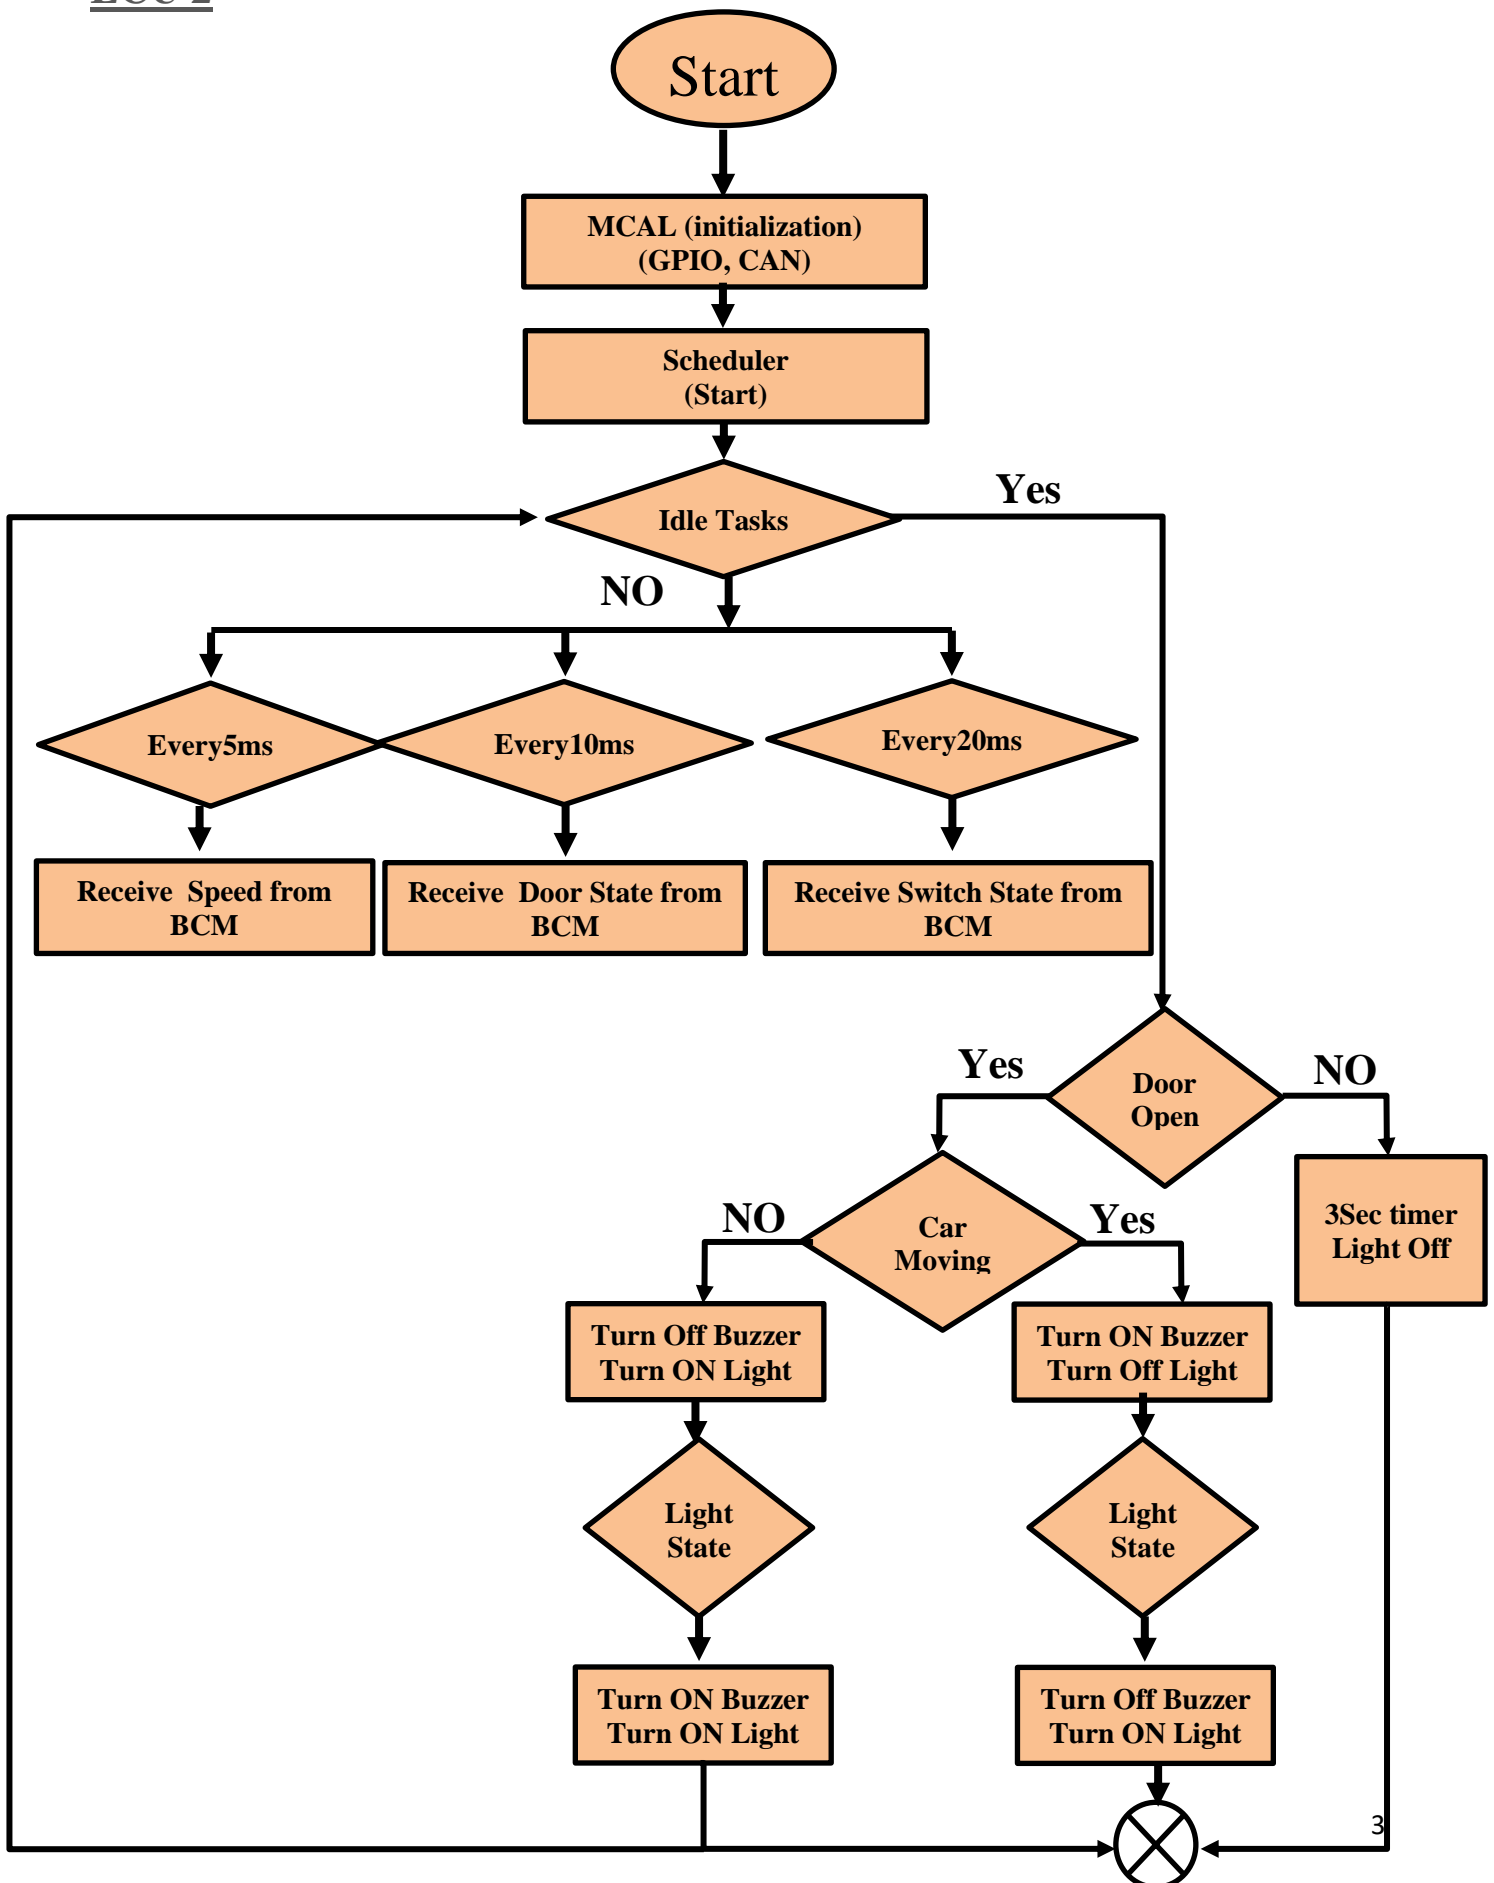 ECU 2
Start
MCAL (initialization)
(GPIO, CAN)
Scheduler
(Start)
Idle Tasks
Yes
NO
Every5ms
Every10ms
Every20ms
Receive Speed from
BCM
Receive Door State from
BCM
Receive Switch State from
BCM
Door
Open
Yes
NO
Car
Moving
NO
Yes
3Sec timer
Light Off
Turn Off Buzzer
Turn ON Light
Turn ON Buzzer
Turn Off Light
Light
State
Light
State
Turn ON Buzzer
Turn ON Light
Turn Off Buzzer
Turn ON Light
3